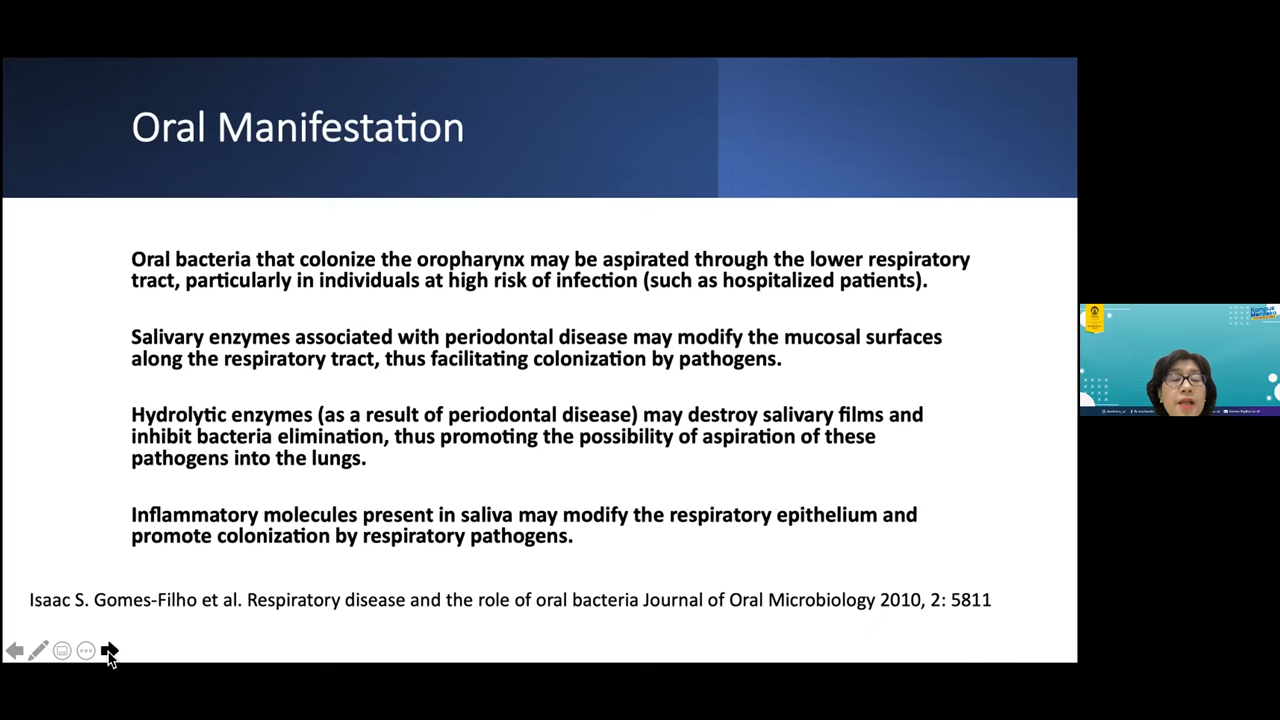 Oral Manifestation
Oral bacteria that colonize the oropharynx may be aspirated through the lower respiratory
tract, particularly in individuals at high risk of infection (such as hospitalized patients).
Salivary enzymes associated with periodontal disease may modify the mucosal surfaces
along the respiratory tract, thus facilitating colonization by pathogens.
Hydrolytic enzymes (as a result of periodontal disease) may destroy salivary films and
inhibit bacteria elimination, thus promoting the possibility of aspiration of these
pathogens into the lungs.
Inflammatory molecules present in saliva may modify the respiratory epithelium and
promote colonization by respiratory pathogens.
Isaac S. Gomes-Filho et al. Respiratory disease and the role of oral bacteria Journal of Oral Microbiology 2010, 2: 5811
Kampus
Merdeka